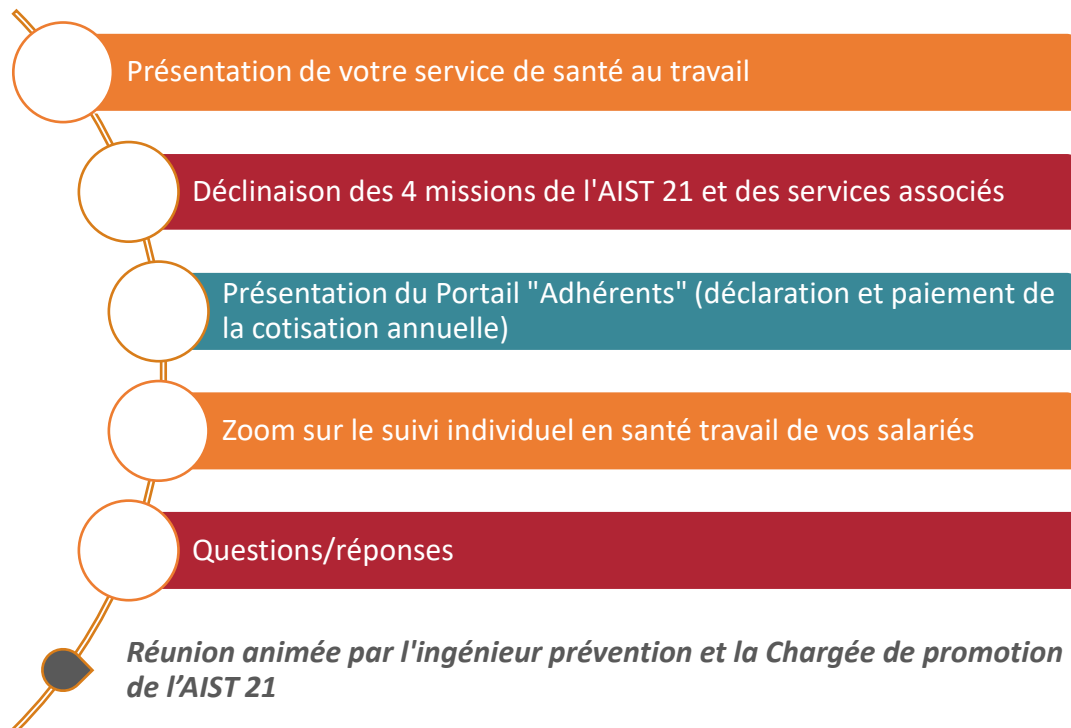 Présentation de votre service de santé au travail
Déclinaison des 4 missions de l'AIST 21 et des services associés
Présentation du Portail "Adhérents" (déclaration et paiement de
la cotisation annuelle)
Zoom sur le suivi individuel en santé travail de vos salariés
Questions/réponses
Réunion animée par l'ingénieur prévention et la Chargée de promotion
de l’AIST 21